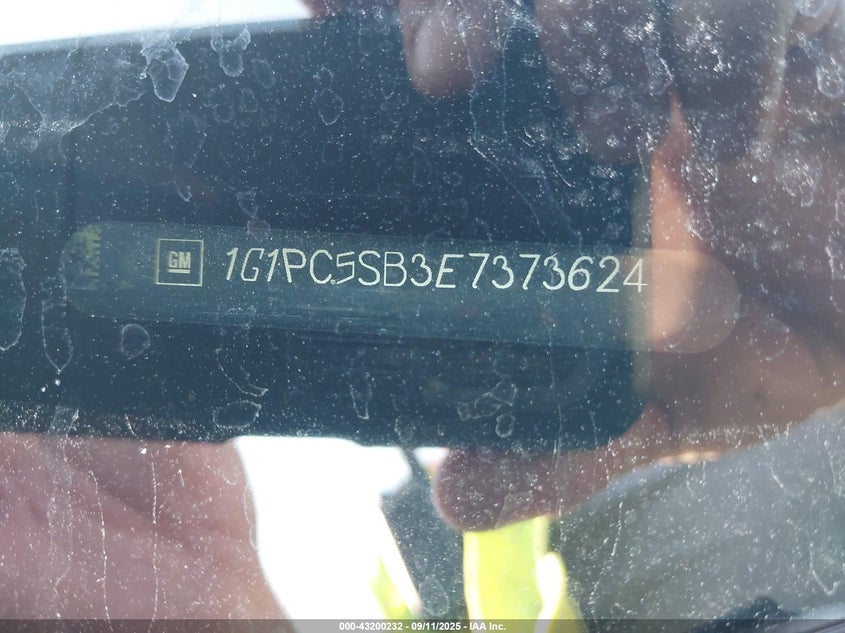 GM 1G1PC5SB3E7373624
000-43200232 - 09/11/2025 - IAA Inc.